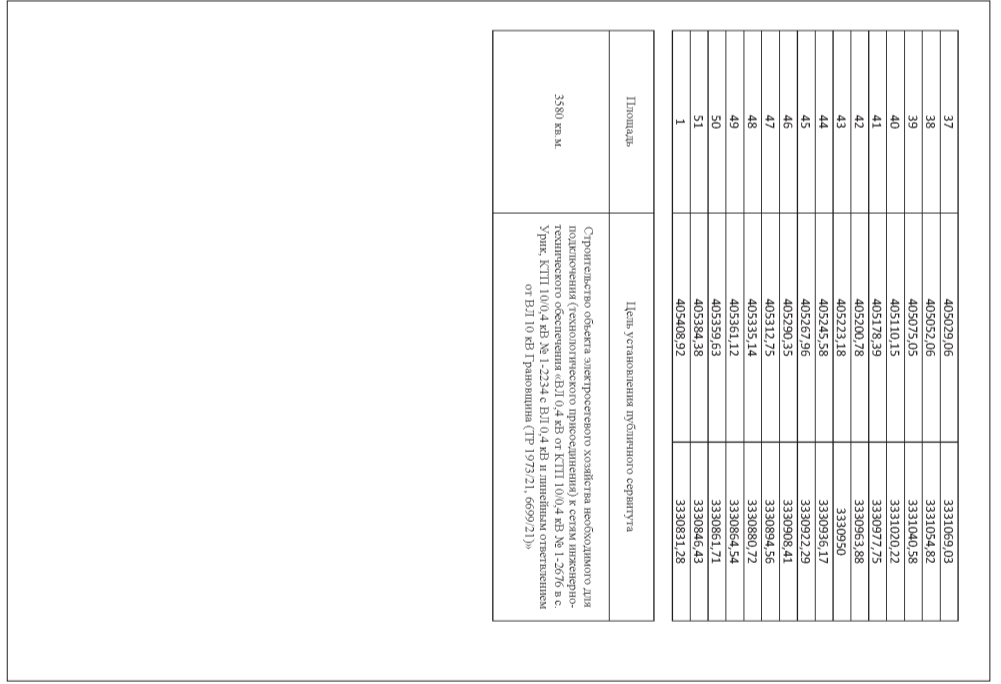 37 405029,06 3331069,03
38 405052,06 3331054,82
39 405075,05 3331040,58
40 405110,15 3331020,22
41 405178,39 3330977,75
42 405200,78 3330963,88
43 405223,18 3330950
44 405245,58 3330936,17
45 405267,96 3330922,29
46 405290,35 3330908,41
47 405312,75 3330894,56
48 405335,14 3330880,72
49 405361,12 3330864,54
50 405359,63 3330861,71
51 405384,38 3330846,43
1 405408,92 3330831,28
Площадь Цель установления публичного сервитута
3580 кв.м.
Строительство объекта электросетевого хозяйства необходимого для
подключения (технологического присоединения) к сетям инженерно-
технического обеспечения «ВЛ 0,4 кВ от КТП 10/0,4 кВ № 1-2676 в с.
Урик, КТП 10/0,4 кВ № 1-2234 с ВЛ 0,4 кВ и линейным ответвлением
от ВЛ 10 кВ Грановщина (ТР 1973/21, 6699/21)»